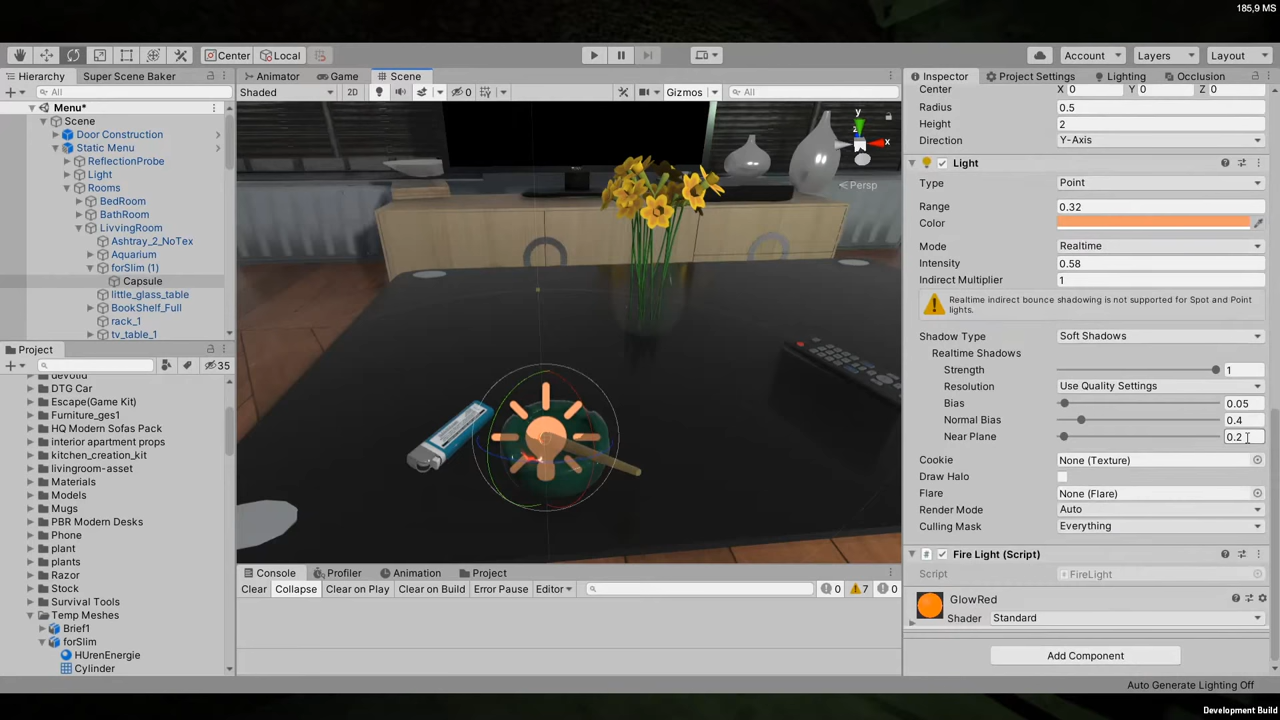 185,9 MS
Center
Local
Account
Layers
Layout
Hierarchy
Super Scene Baker
Animator
Game
Scene
Inspector
Project Settings
Lighting
Occlusion
All
Shaded
2D
0
Gizmos
All
Center X 0 Y 0 Z 0
Radius 0.5
Height 2
Direction Y-Axis
Menu*
Scene
Door Construction
Static Menu
ReflectionProbe
Light
Rooms
BedRoom
BathRoom
LivvingRoom
Ashtray_2_NoTex
Aquarium
forSlim (1)
Capsule
little_glass_table
BookShelf_Full
rack_1
tv_table_1
y
x
z
Persp
Light
Type Point
Range 0.32
Color
Mode Realtime
Intensity 0.58
Indirect Multiplier 1
Realtime indirect bounce shadowing is not supported for Spot and Point
lights.
Shadow Type Soft Shadows
Realtime Shadows
Strength 1
Resolution Use Quality Settings
Bias 0.05
Normal Bias 0.4
Near Plane 0.2
Cookie None (Texture)
Draw Halo
Flare None (Flare)
Render Mode Auto
Culling Mask Everything
Fire Light (Script)
Script FireLight
GlowRed
Shader Standard
Add Component
Project
35
devotid
DTG Car
Escape(Game Kit)
Furniture_ges1
HQ Modern Sofas Pack
interior apartment props
kitchen_creation_kit
livingroom-asset
Materials
Models
Mugs
PBR Modern Desks
Phone
plant
plants
Razor
Stock
Survival Tools
Temp Meshes
Brief1
forSlim
HUrenEnergie
Cylinder
Console
Profiler
Animation
Project
Clear
Collapse
Clear on Play
Clear on Build
Error Pause
Editor
0
7
0
Auto Generate Lighting Off
Development Build